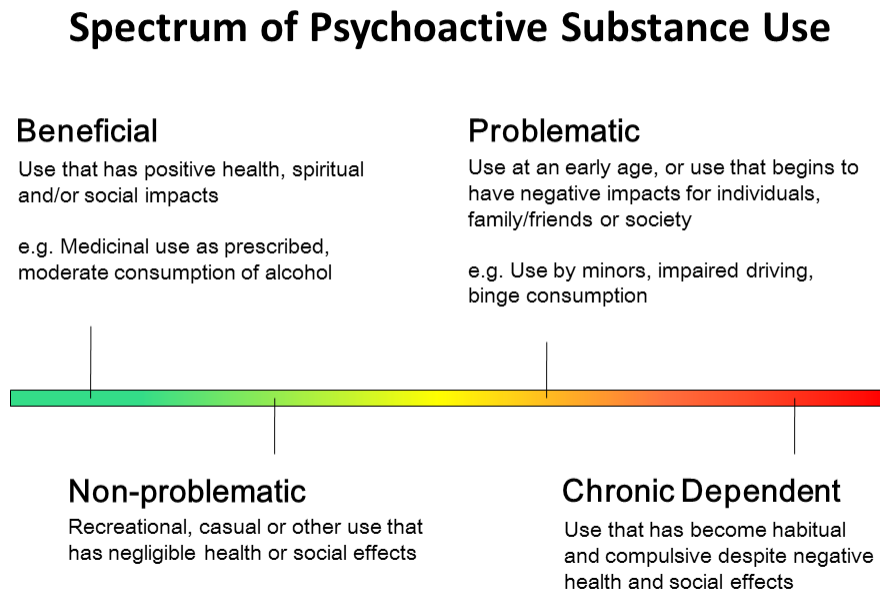 Spectrum of Psychoactive Substance Use
Beneficial
Use that has positive health, spiritual
and/or social impacts
e.g. Medicinal use as prescribed,
moderate consumption of alcohol
Problematic
Use at an early age, or use that begins to
have negative impacts for individuals,
family/friends or society
e.g. Use by minors, impaired driving,
binge consumption
Non-problematic
Recreational, casual or other use that
has negligible health or social effects
Chronic Dependent
Use that has become habitual
and compulsive despite negative
health and social effects